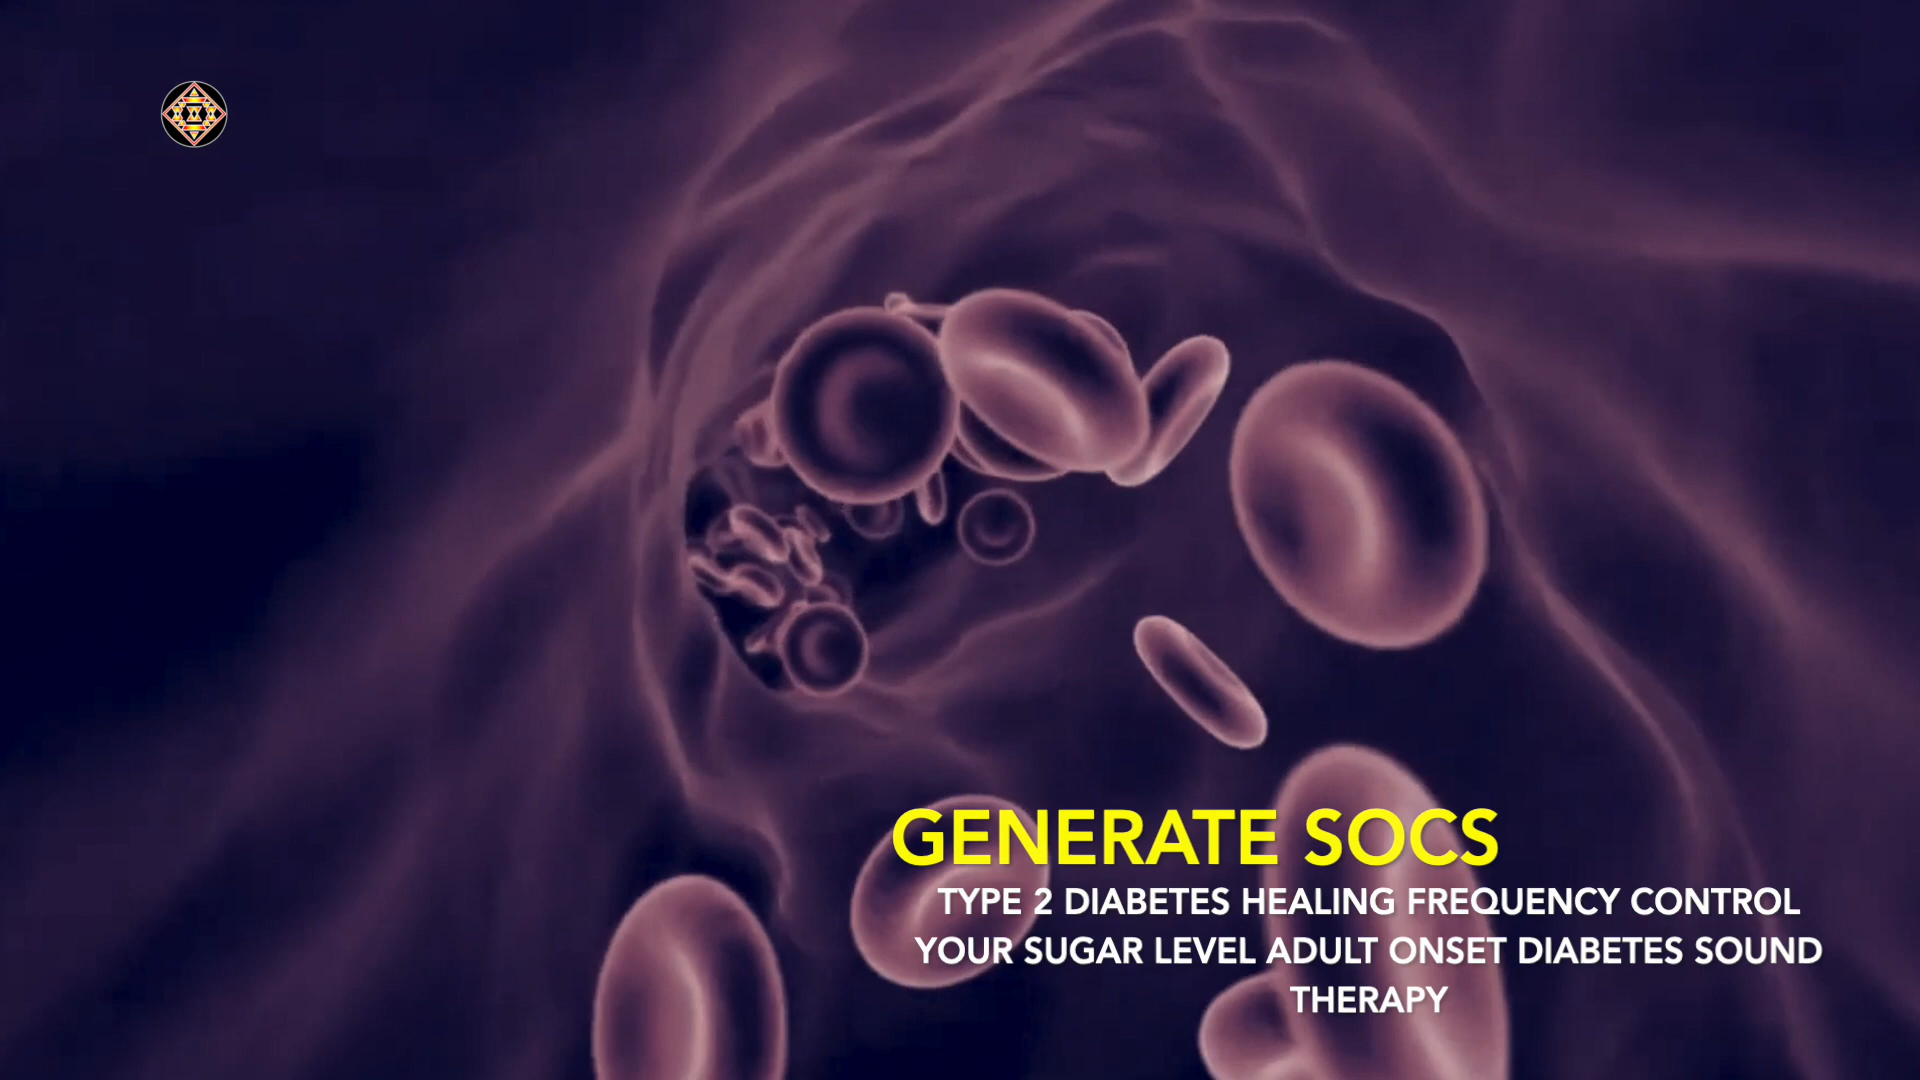 GENERATE SOCS
TYPE 2 DIABETES HEALING FREQUENCY CONTROL
YOUR SUGAR LEVEL ADULT ONSET DIABETES SOUND
THERAPY